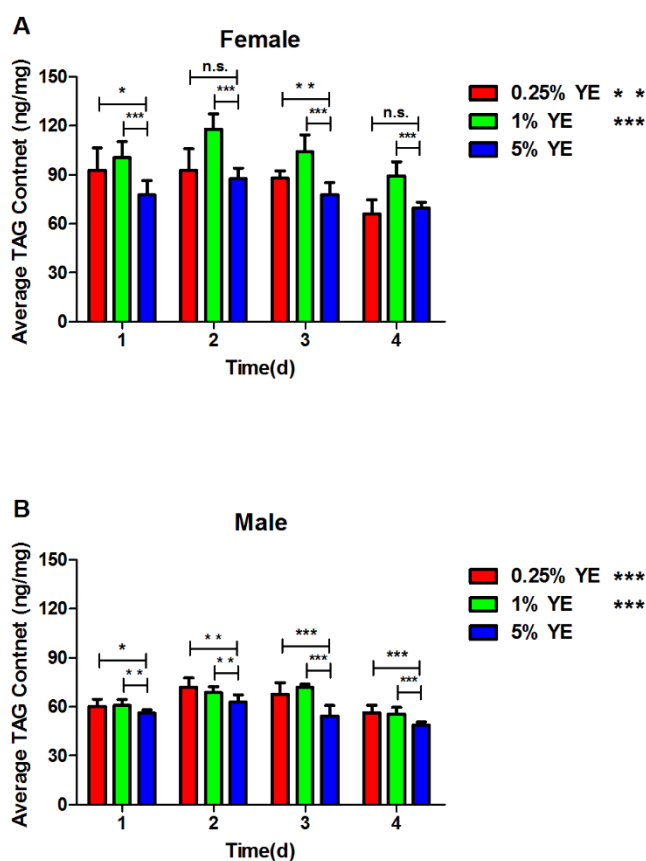 A
Female
Average TAG Contnet (ng/mg)
150
120
90
60
30
0
* *** n.s. *** * * *** n.s. ***
1 2 3 4
Time(d)
0.25% YE * *
1% YE ***
5% YE
B
Male
Average TAG Contnet (ng/mg)
150
120
90
60
30
0
* * * * * * * *** *** *** ***
1 2 3 4
Time(d)
0.25% YE ***
1% YE ***
5% YE